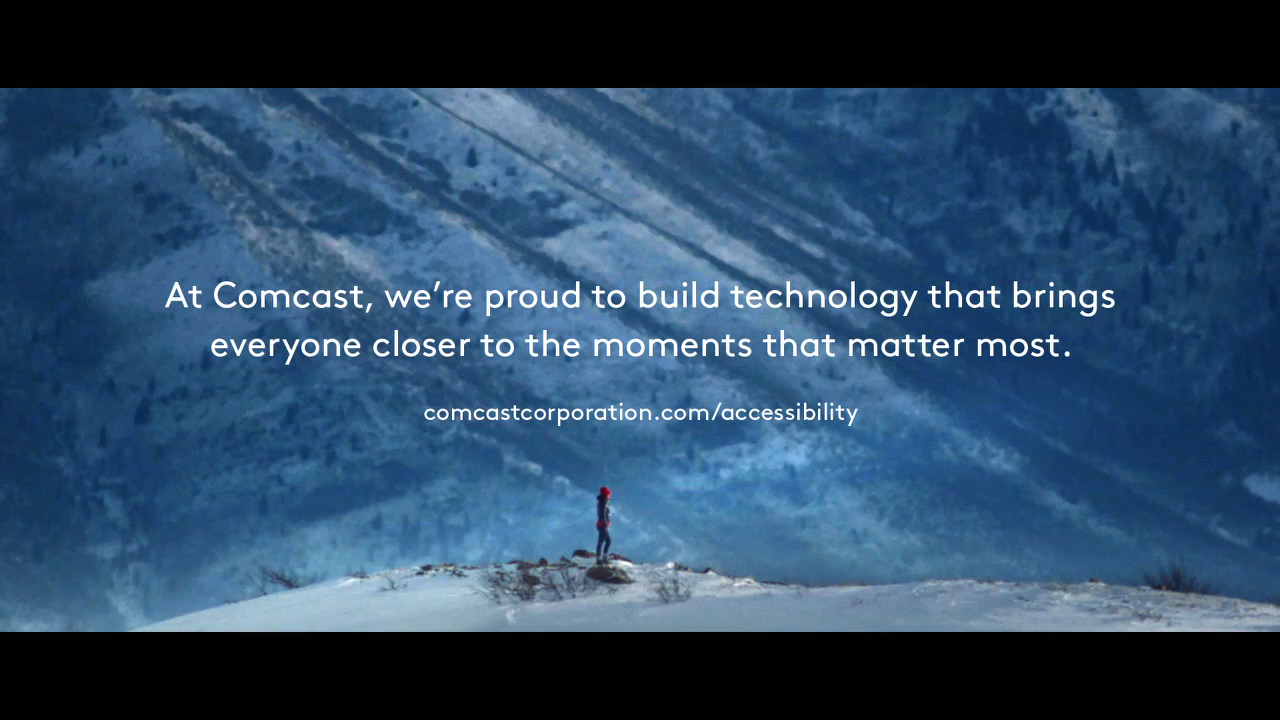 At Comcast, we’re proud to build technology that brings
everyone closer to the moments that matter most.
comcastcorporation.com/accessibility